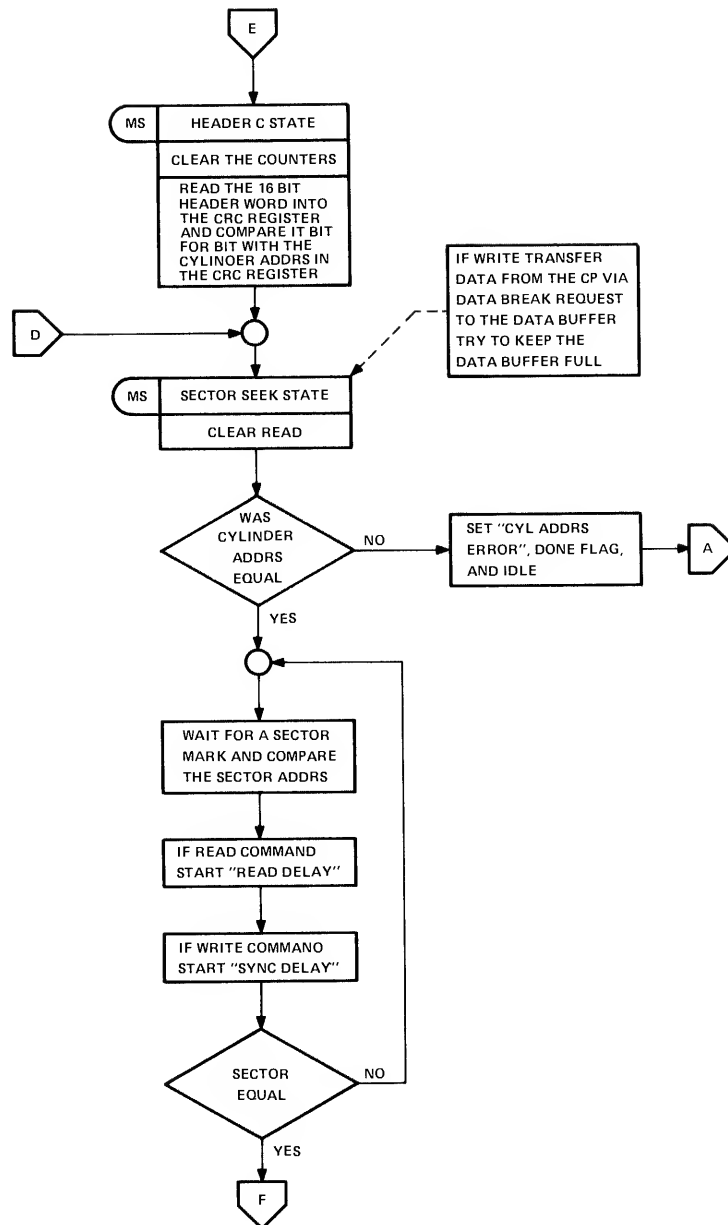 E
MS
HEADER C STATE
CLEAR THE COUNTERS
READ THE 16 BIT
HEADER WORD INTO
THE CRC REGISTER
AND COMPARE IT BIT
FOR BIT WITH THE
CYLINOER ADDRS IN
THE CRC REGISTER
IF WRITE TRANSFER
DATA FROM THE CP VIA
DATA BREAK REQUEST
TO THE DATA BUFFER
TRY TO KEEP THE
DATA BUFFER FULL
D
MS
SECTOR SEEK STATE
CLEAR READ
WAS
CYLINDER
ADDRS
EQUAL
NO
SET "CYL ADDRS
ERROR", DONE FLAG,
AND IDLE
A
YES
WAIT FOR A SECTOR
MARK AND COMPARE
THE SECTOR ADDRS
IF READ COMMAND
START "READ DELAY"
IF WRITE COMMANO
START "SYNC DELAY"
SECTOR
EQUAL
NO
YES
F